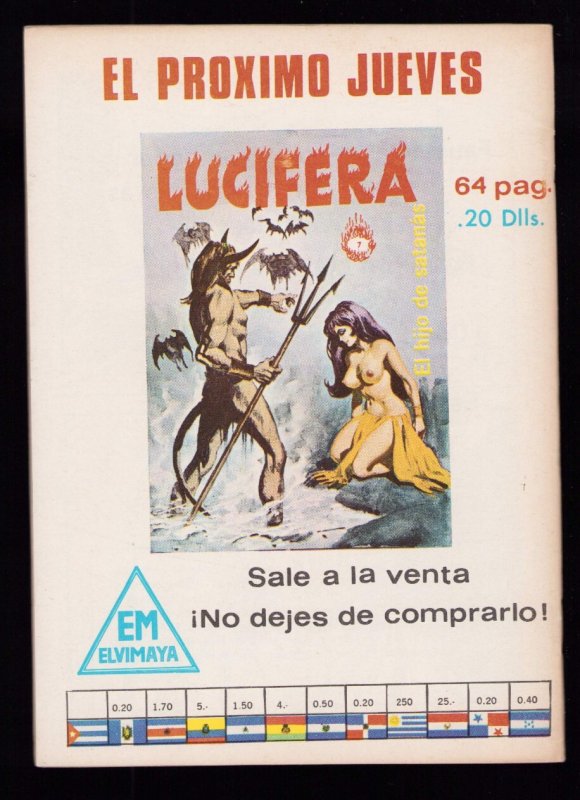 EL PROXIMO JUEVES
LUCIFERA
64 pag.
.20 Dlls.
7
El hijo de satanas
Sale a la venta
¡No dejes de comprarlo!
EM
ELVIMAYA
0.20 1.70 5.- 1.50 4.- 0.50 0.20 250 25.- 0.20 0.40